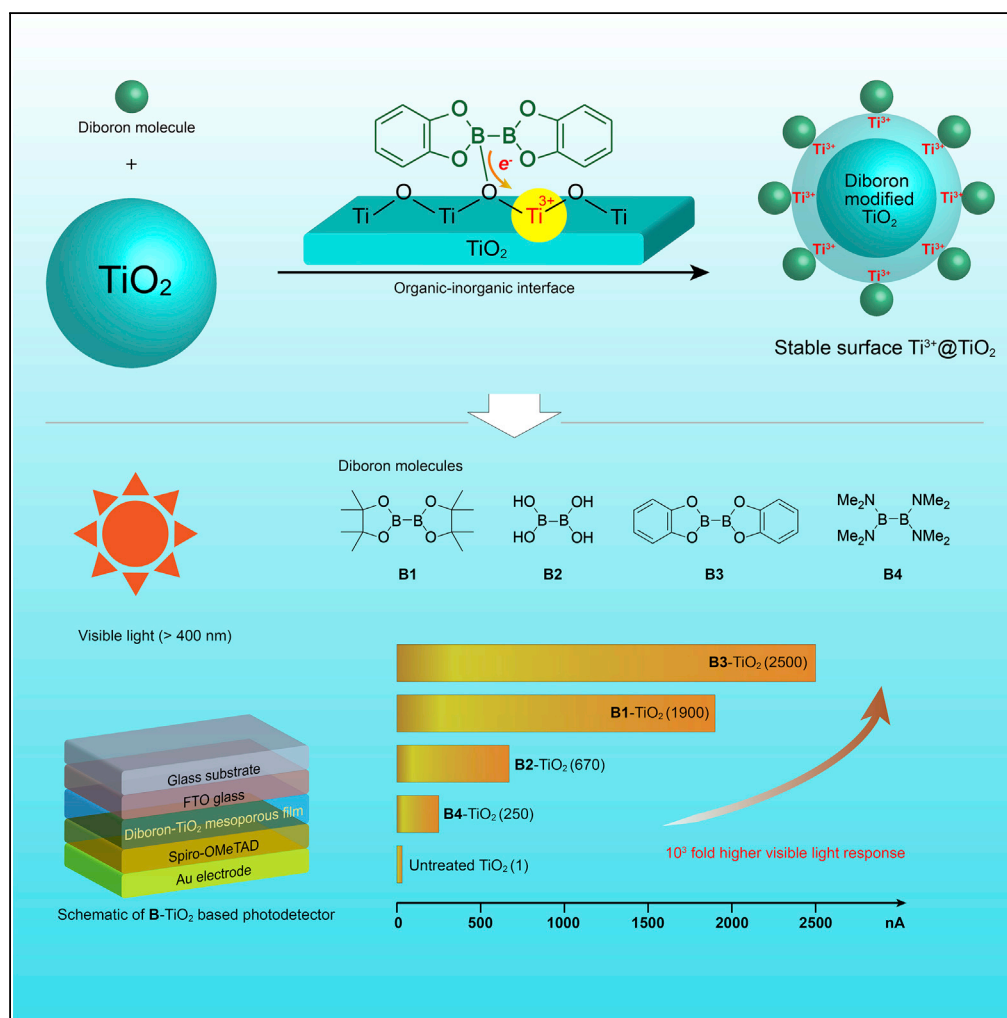 Diboron molecule
+
TiO₂
O
O
B
B
O
O
e⁻
O
O
O
Ti
Ti
Ti³⁺
Ti
TiO₂
Organic-inorganic interface
Ti³⁺
Ti³⁺
Ti³⁺
Ti³⁺
Ti³⁺
Ti³⁺
Ti³⁺
Ti³⁺
Diboron
modified
TiO₂
Stable surface Ti³⁺@TiO₂
Visible light (> 400 nm)
Diboron molecules
O
O
B
B
O
O
B1
HO
OH
B
B
HO
OH
B2
O
O
B
B
O
O
B3
Me₂N
NMe₂
B
B
Me₂N
NMe₂
B4
Glass substrate
FTO glass
Diboron-TiO₂ mesoporous film
Spiro-OMeTAD
Au electrode
Schematic of B-TiO₂ based photodetector
B3-TiO₂ (2500)
B1-TiO₂ (1900)
B2-TiO₂ (670)
B4-TiO₂ (250)
Untreated TiO₂ (1)
10³ fold higher visible light response
0 500 1000 1500 2000 2500 nA